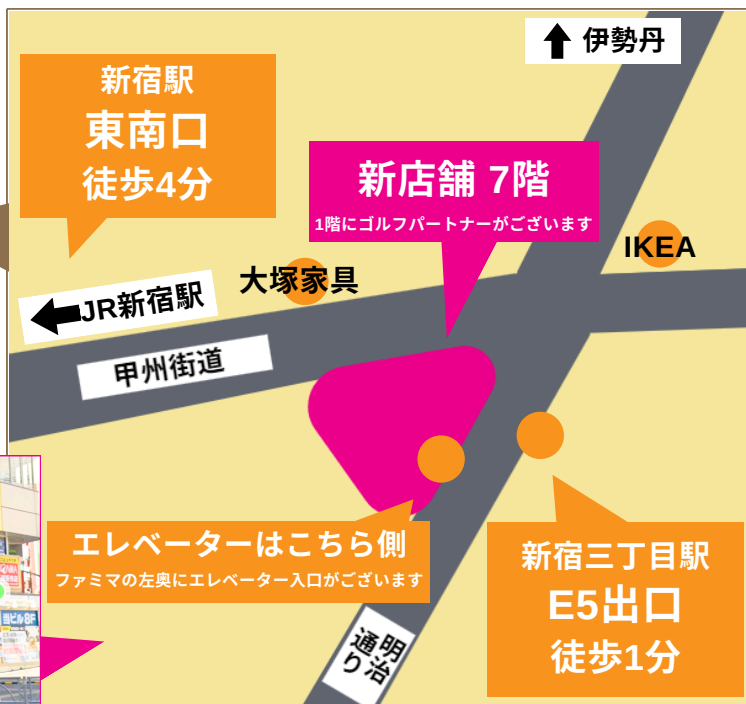 伊勢丹
新宿駅
東南口
徒歩4分
新店舗 7階
1階にゴルフパートナーがございます
IKEA
大塚家具
JR新宿駅
甲州街道
エレベーターはこちら側
ファミマの左奥にエレベーター入口がございます
新宿三丁目駅
E5出口
徒歩1分
当ビル8F
明治
通り